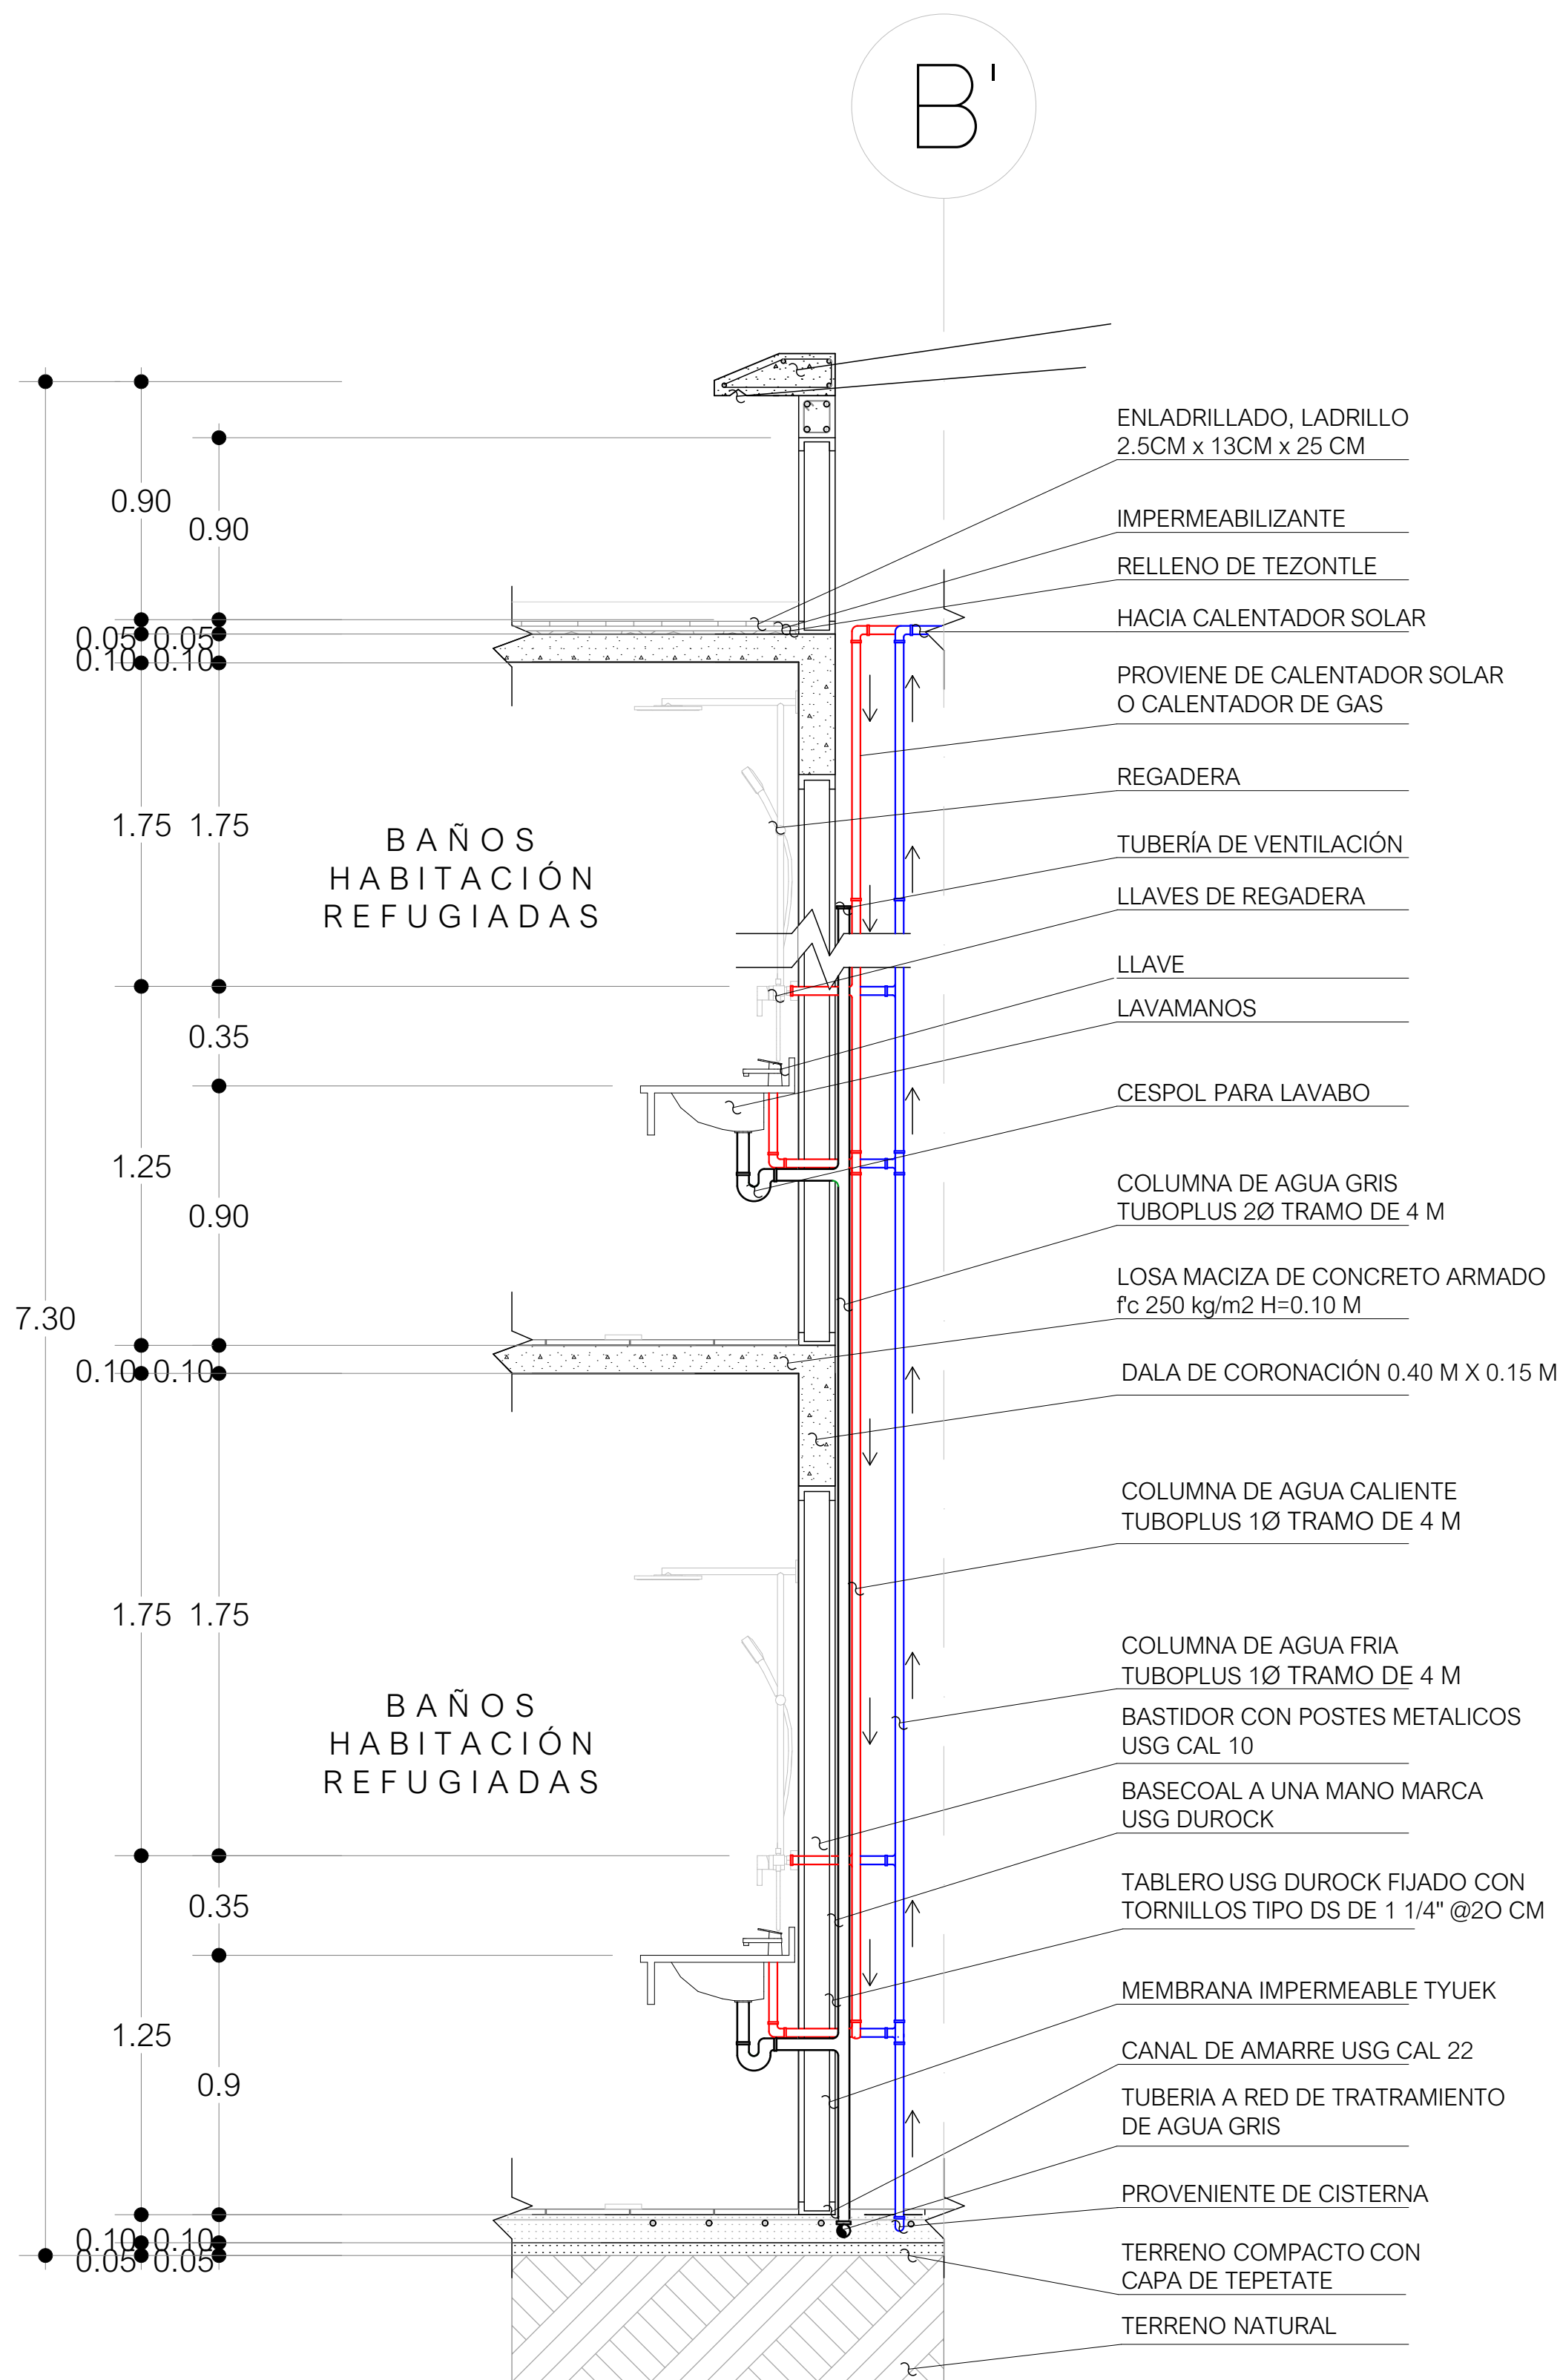 B'
ENLADRILLADO, LADRILLO
2.5CM x 13CM x 25 CM
IMPERMEABILIZANTE
RELLENO DE TEZONTLE
HACIA CALENTADOR SOLAR
PROVIENE DE CALENTADOR SOLAR
O CALENTADOR DE GAS
REGADERA
TUBERÍA DE VENTILACIÓN
LLAVES DE REGADERA
LLAVE
LAVAMANOS
CESPOL PARA LAVABO
COLUMNA DE AGUA GRIS
TUBOPLUS 2Ø TRAMO DE 4 M
LOSA MACIZA DE CONCRETO ARMADO
f'c 250 kg/m2 H=0.10 M
DALA DE CORONACIÓN 0.40 M X 0.15 M
COLUMNA DE AGUA CALIENTE
TUBOPLUS 1Ø TRAMO DE 4 M
COLUMNA DE AGUA FRIA
TUBOPLUS 1Ø TRAMO DE 4 M
BASTIDOR CON POSTES METALICOS
USG CAL 10
BASECOAL A UNA MANO MARCA
USG DUROCK
TABLERO USG DUROCK FIJADO CON
TORNILLOS TIPO DS DE 1 1/4" @2O CM
MEMBRANA IMPERMEABLE TYUEK
CANAL DE AMARRE USG CAL 22
TUBERIA A RED DE TRATRAMIENTO
DE AGUA GRIS
PROVENIENTE DE CISTERNA
TERRENO COMPACTO CON
CAPA DE TEPETATE
TERRENO NATURAL
BAÑOS
HABITACIÓN
REFUGIADAS
BAÑOS
HABITACIÓN
REFUGIADAS
7.30
0.90
0.05
0.10
1.75
1.25
0.10
1.75
1.25
0.10
0.05
0.90
0.05
0.10
1.75
0.35
0.90
0.10
1.75
0.35
0.9
0.10
0.05